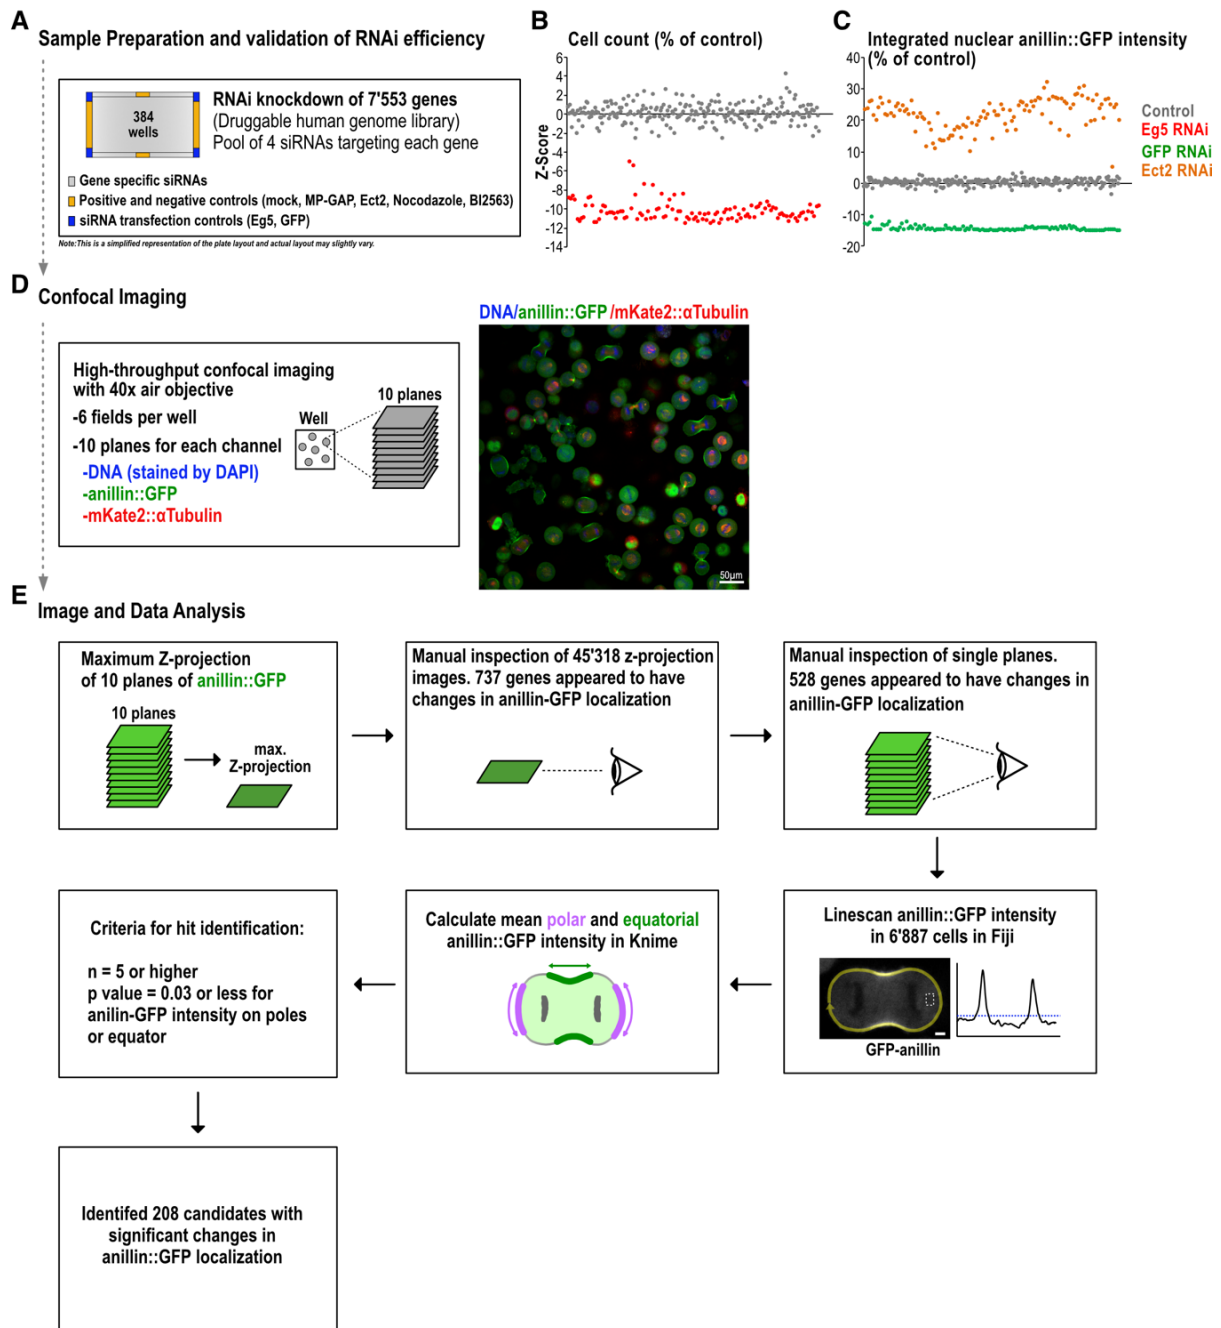 A
Sample Preparation and validation of RNAi efficiency
384
wells
RNAi knockdown of 7'553 genes
(Druggable human genome library)
Pool of 4 siRNAs targeting each gene
Gene specific siRNAs
Positive and negative controls (mock, MP-GAP, Ect2, Nocodazole, BI2563)
siRNA transfection controls (Eg5, GFP)
Note:This is a simplified representation of the plate layout and actual layout may slightly vary.
B
Cell count (% of control)
Z-Score
6
4
2
0
-2
-4
-6
-8
-10
-12
-14
C
Integrated nuclear anillin::GFP intensity
(% of control)
40
30
20
10
0
-10
-20
Control
Eg5 RNAi
GFP RNAi
Ect2 RNAi
D
Confocal Imaging
High-throughput confocal imaging
with 40x air objective
-6 fields per well
-10 planes for each channel
-DNA (stained by DAPI)
-anillin::GFP
-mKate2::αTubulin
Well
10 planes
DNA/anillin::GFP /mKate2::αTubulin
50μm
E
Image and Data Analysis
Maximum Z-projection
of 10 planes of anillin::GFP
10 planes
max.
Z-projection
Manual inspection of 45'318 z-projection
images. 737 genes appeared to have
changes in anillin-GFP localization
Manual inspection of single planes.
528 genes appeared to have changes in
anillin-GFP localization
Criteria for hit identification:
n = 5 or higher
p value = 0.03 or less for
anilin-GFP intensity on poles
or equator
Calculate mean polar and equatorial
anillin::GFP intensity in Knime
Linescan anillin::GFP intensity
in 6'887 cells in Fiji
GFP-anillin
Identifed 208 candidates with
significant changes in
anillin::GFP localization